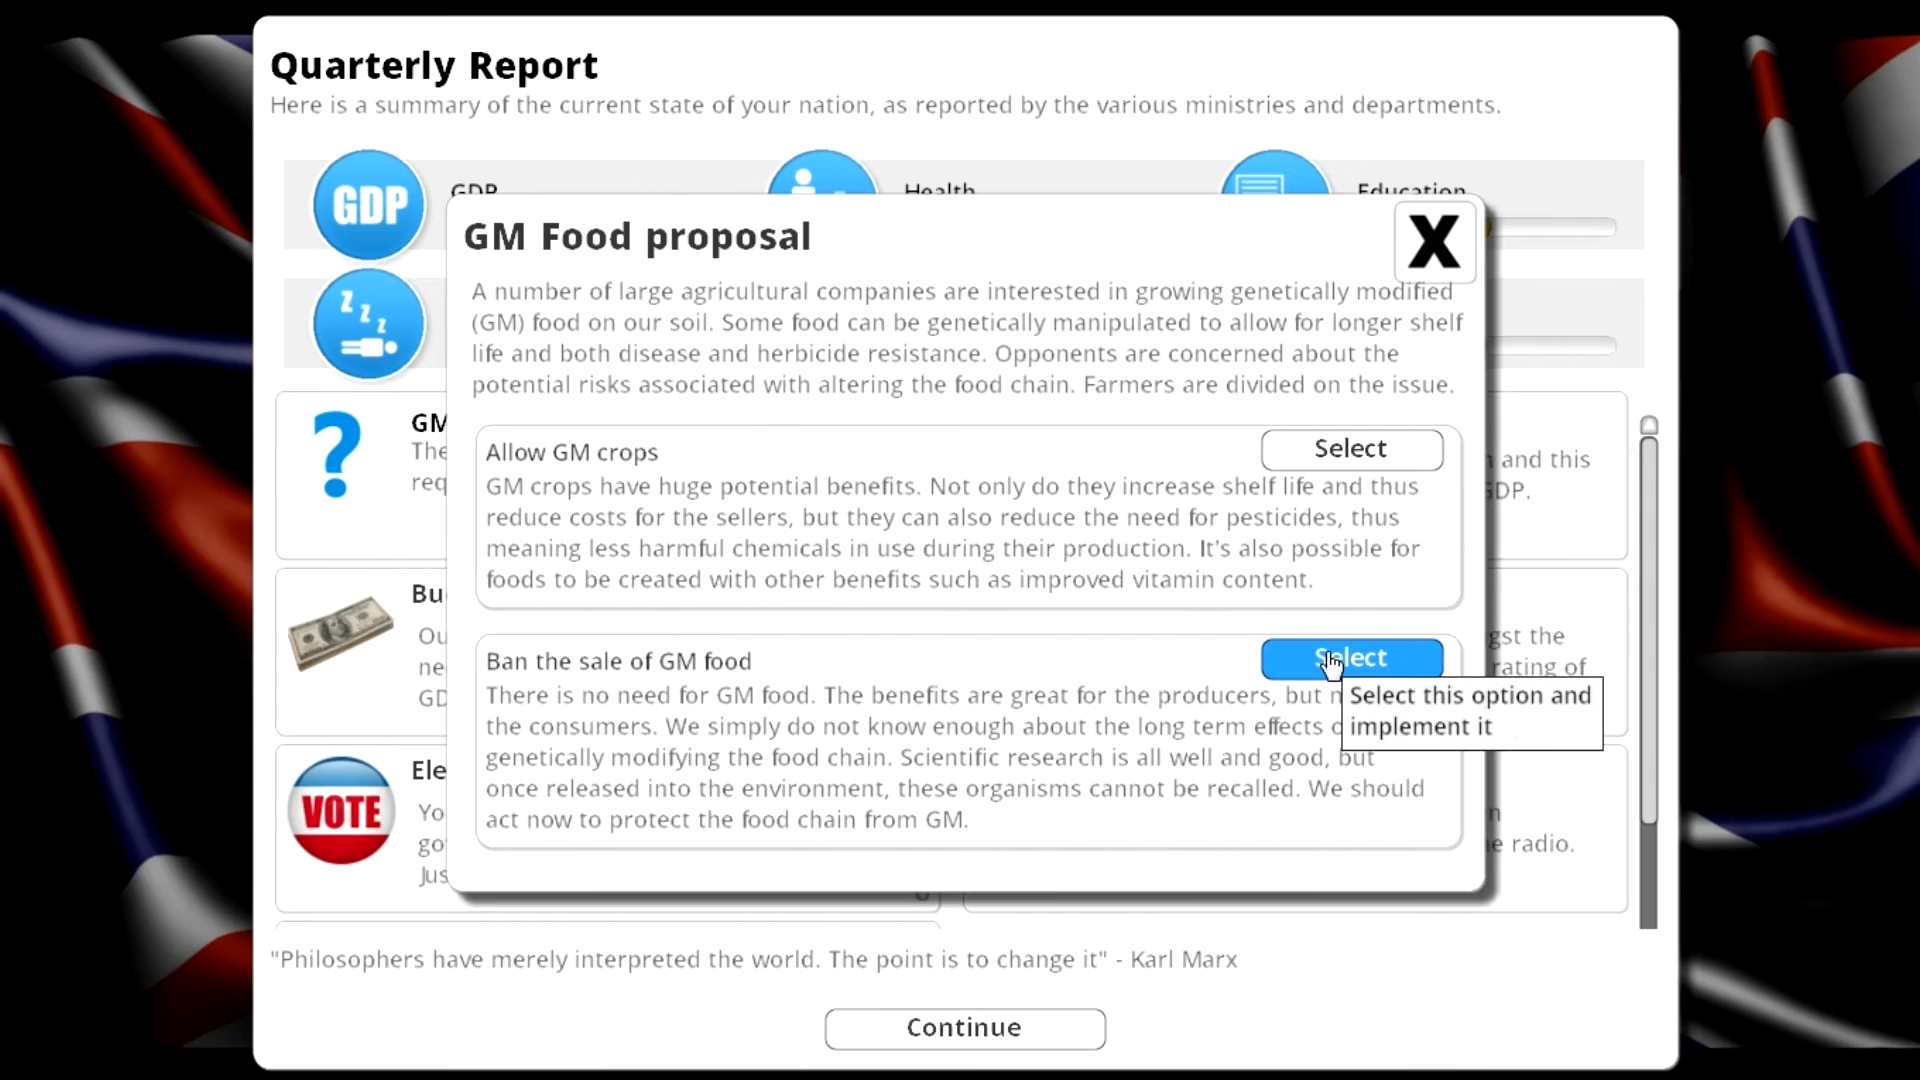 Quarterly Report
Here is a summary of the current state of your nation, as reported by the various ministries and departments.
GDP
GDP
Health
Education
GM Food proposal
X
A number of large agricultural companies are interested in growing genetically modified
(GM) food on our soil. Some food can be genetically manipulated to allow for longer shelf
life and both disease and herbicide resistance. Opponents are concerned about the
potential risks associated with altering the food chain. Farmers are divided on the issue.
Z
Z
Z
Allow GM crops
Select
GM crops have huge potential benefits. Not only do they increase shelf life and thus
reduce costs for the sellers, but they can also reduce the need for pesticides, thus
meaning less harmful chemicals in use during their production. It's also possible for
foods to be created with other benefits such as improved vitamin content.
Ban the sale of GM food
Select
There is no need for GM food. The benefits are great for the producers, but
the consumers. We simply do not know enough about the long term effects
genetically modifying the food chain. Scientific research is all well and good, but
once released into the environment, these organisms cannot be recalled. We should
act now to protect the food chain from GM.
Select this option and
implement it
?
GM
The
and this
GDP.
the
rating of
GD
VOTE
radio.
"Philosophers have merely interpreted the world. The point is to change it" - Karl Marx
Continue